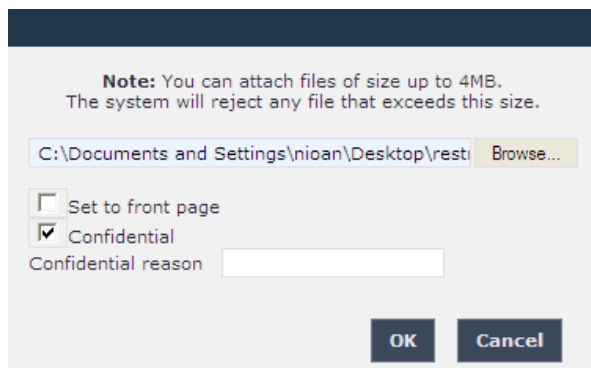 Note: You can attach files of size up to 4MB.
The system will reject any file that exceeds this size.
C:\Documents and Settings\nioan\Desktop\rest Browse...
Set to front page
Confidential
Confidential reason
OK Cancel